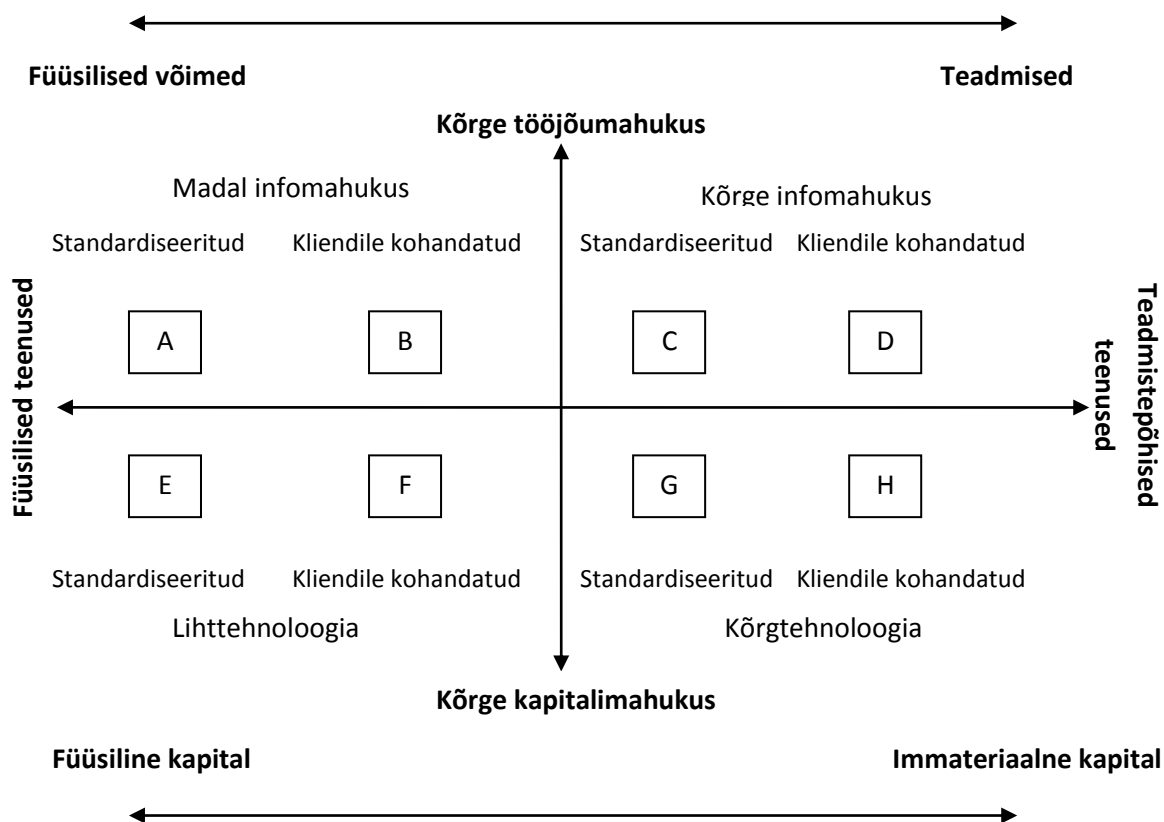 Füüsilised võimed
Teadmised
Kõrge tööjõumahukus
Madal infomahukus
Kõrge infomahukus
Standardiseeritud
Kliendile kohandatud
Standardiseeritud
Kliendile kohandatud
Füüsilised teenused
Teadmistepõhised
teenused
A
B
C
D
E
F
G
H
Standardiseeritud
Kliendile kohandatud
Standardiseeritud
Kliendile kohandatud
Lihttehnoloogia
Kõrgtehnoloogia
Kõrge kapitalimahukus
Füüsiline kapital
Immateriaalne kapital